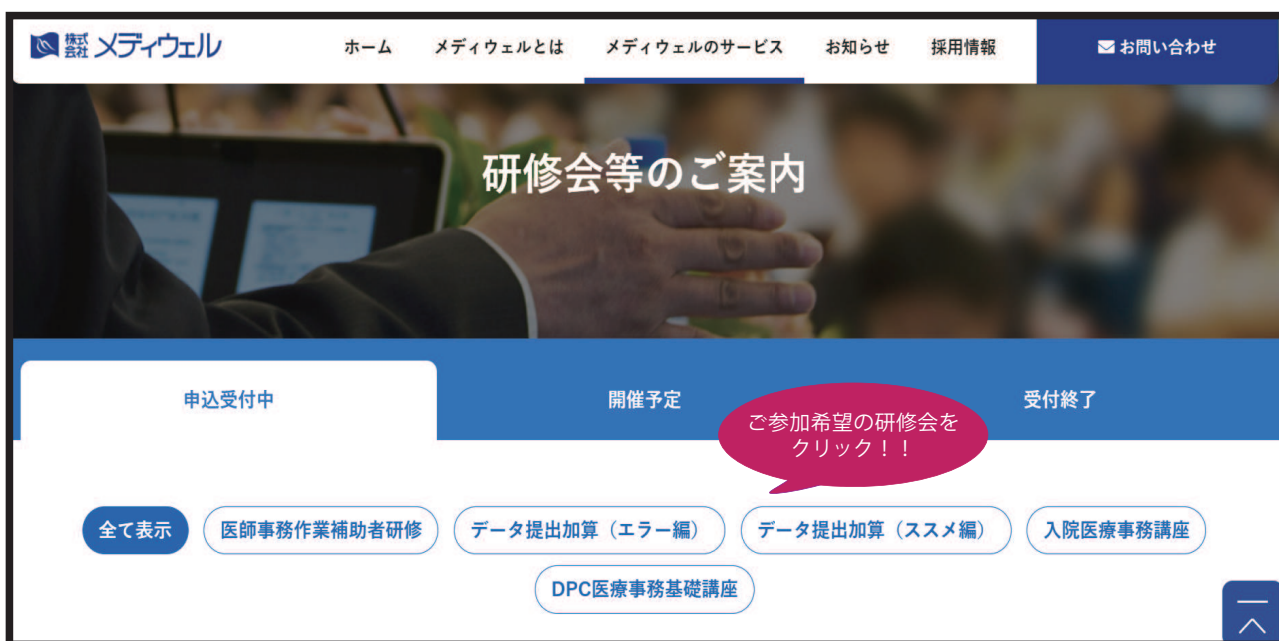 株式会社 メディウェル
ホーム メディウェルとは メディウェルのサービス お知らせ 採用情報 お問い合わせ
研修会等のご案内
申込受付中 開催予定 受付終了
ご参加希望の研修会を
クリック！！
全て表示 医師事務作業補助者研修 データ提出加算（エラー編） データ提出加算（ススメ編） 入院医療事務講座
DPC医療事務基礎講座